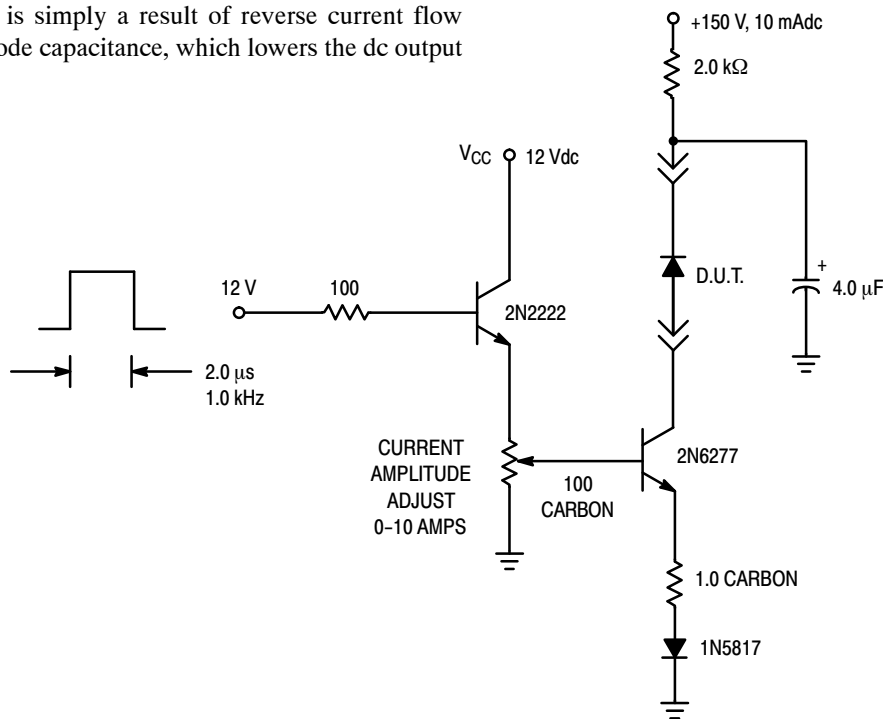 is simply a result of reverse current flow
ode capacitance, which lowers the dc output
+150 V, 10 mAdc
2.0 kΩ
VCC 12 Vdc
12 V
100
2N2222
D.U.T.
+
4.0 μF
2.0 μs
1.0 kHz
CURRENT
AMPLITUDE
ADJUST
0-10 AMPS
100
CARBON
2N6277
1.0 CARBON
1N5817